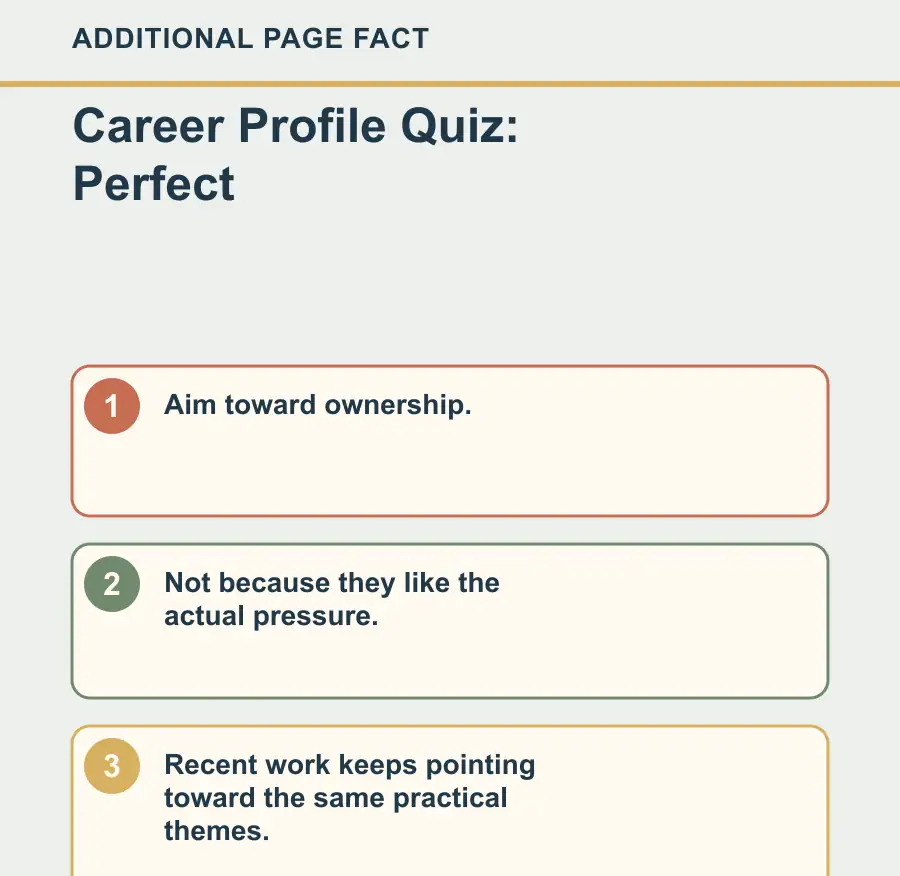 ADDITIONAL PAGE FACT
Career Profile Quiz:
Perfect
1
Aim toward ownership.
2
Not because they like the
actual pressure.
3
Recent work keeps pointing
toward the same practical
themes.